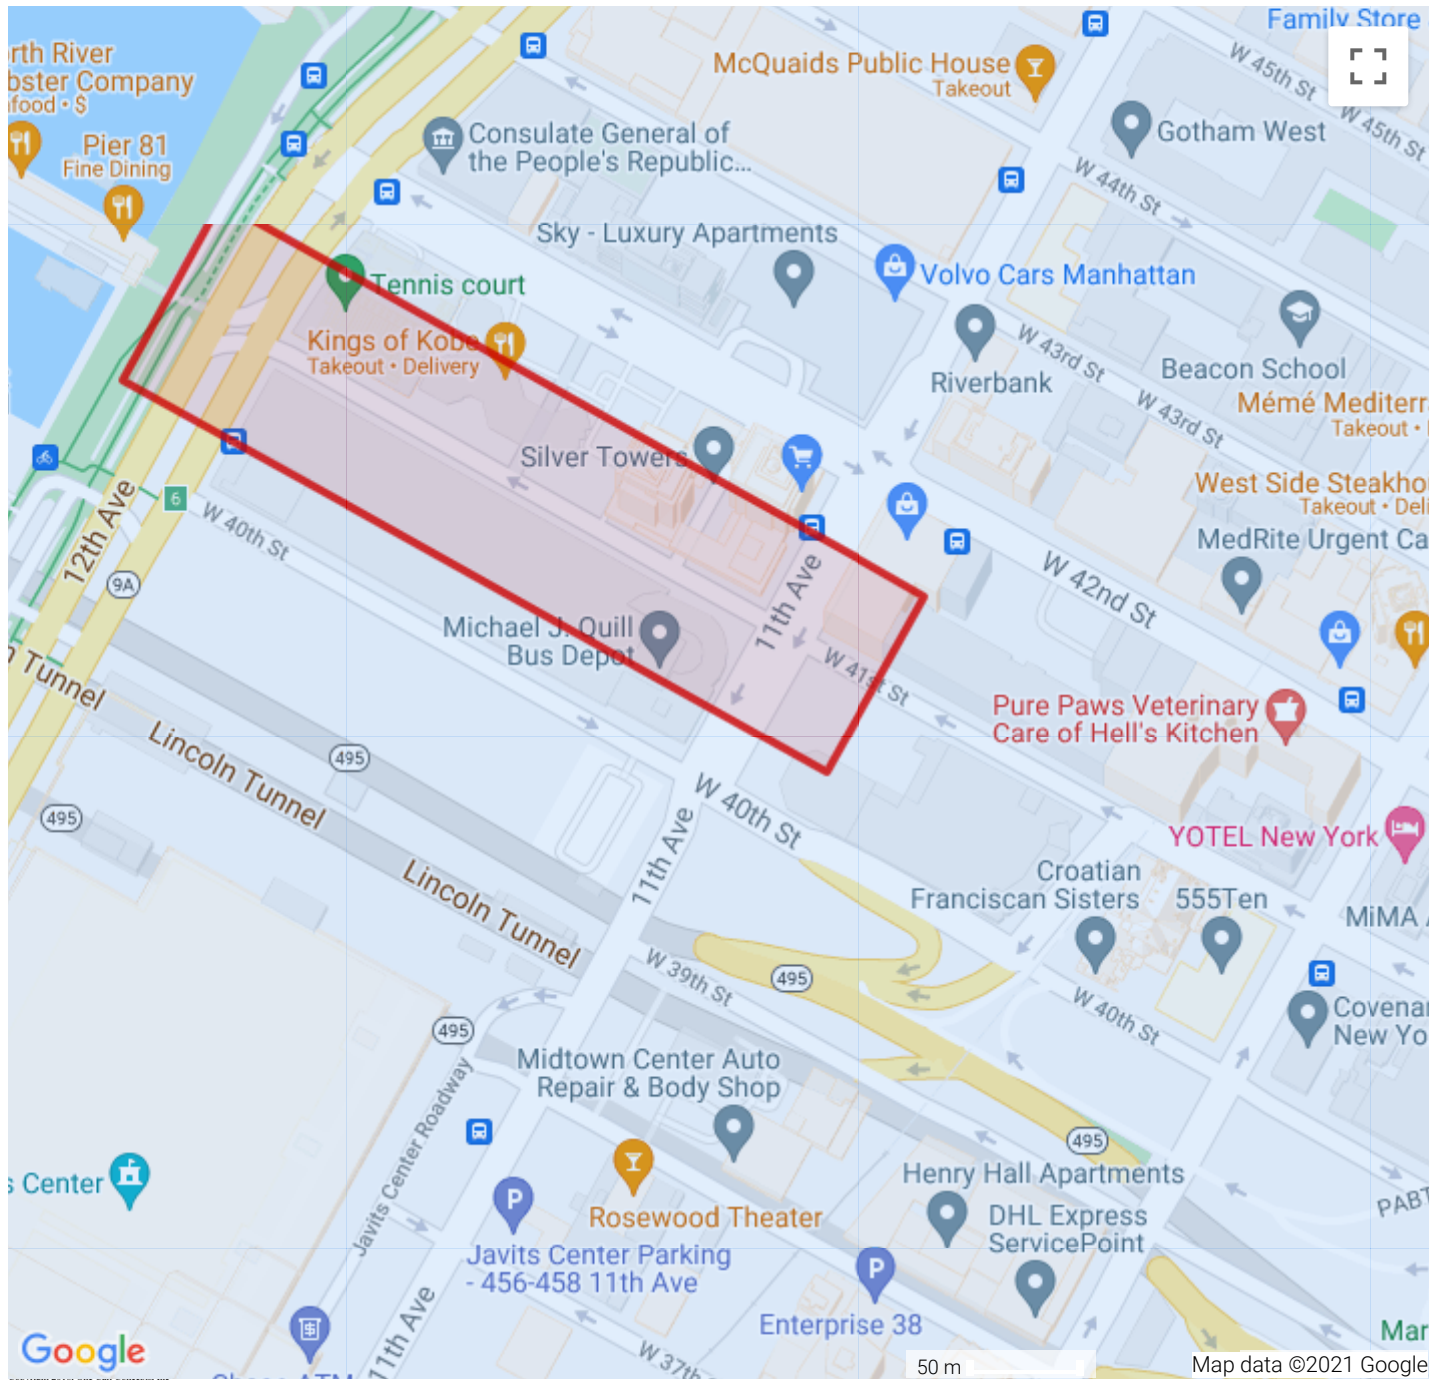 Family Store
orth River
obster Company
afood • $
McQuaids Public House
Takeout
W 45th St
W 45th St
Pier 81
Fine Dining
Consulate General of
the People's Republic...
Gotham West
W 44th St
Sky - Luxury Apartments
Volvo Cars Manhattan
Tennis court
Kings of Kobe
Takeout • Delivery
Riverbank
W 43rd St
Beacon School
W 43rd St
Mémé Mediterr
Takeout •
Silver Towers
West Side Steakho
Takeout • Deli
6
W 40th St
12th Ave
9A
MedRite Urgent Ca
W 42nd St
11th Ave
Michael J. Quill
Bus Depot
W 41st St
Tunnel
Pure Paws Veterinary
Care of Hell's Kitchen
Lincoln Tunnel
495
495
W 40th St
11th Ave
YOTEL New York
Croatian
Franciscan Sisters
555Ten
MiMA
Lincoln Tunnel
W 39th St
495
W 40th St
Covenan
New Yo
495
Midtown Center Auto
Repair & Body Shop
Javits Center Roadway
495
s Center
Henry Hall Apartments
PABT
Rosewood Theater
DHL Express
ServicePoint
P
Javits Center Parking
- 456-458 11th Ave
P
Enterprise 38
11th Ave
W 37th St
Mar
Google
Chase ATM
50 m
Map data ©2021 Google